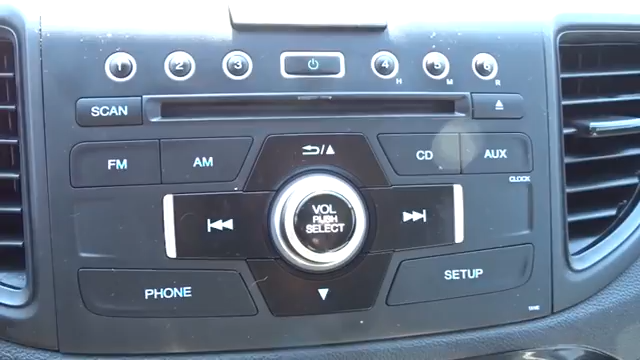 1 2 3 4 5 6
H M R
SCAN
FM AM CD AUX
CLOCK
VOL
PUSH
SELECT
PHONE SETUP